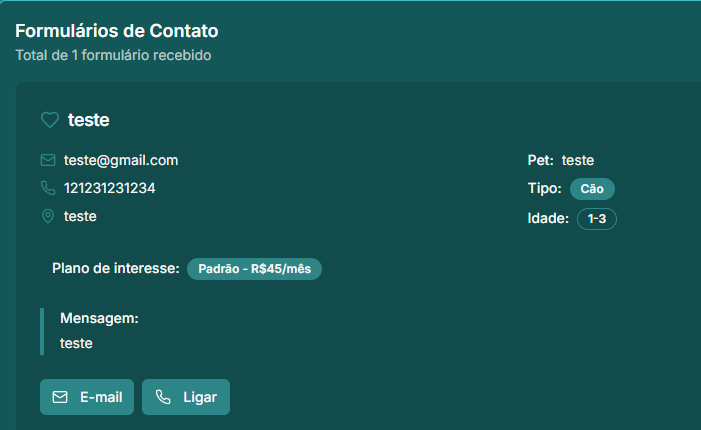 Formulários de Contato
Total de 1 formulário recebido
teste
teste@gmail.com
121231231234
teste
Pet: teste
Tipo: Cão
Idade: 1-3
Plano de interesse: Padrão - R$45/mês
Mensagem:
teste
E-mail
Ligar